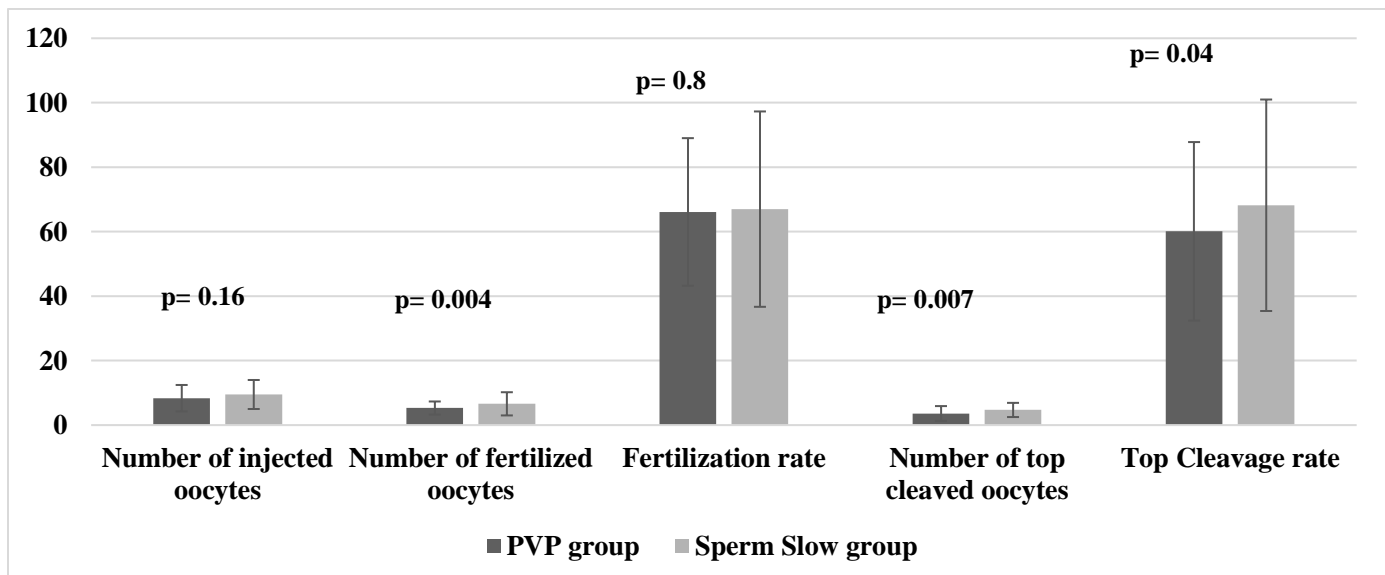 120
100
80
60
40
20
0
p= 0.16
p= 0.004
p= 0.8
p= 0.007
p= 0.04
Number of injected
oocytes
Number of fertilized
oocytes
Fertilization rate
Number of top
cleaved oocytes
Top Cleavage rate
PVP group
Sperm Slow group